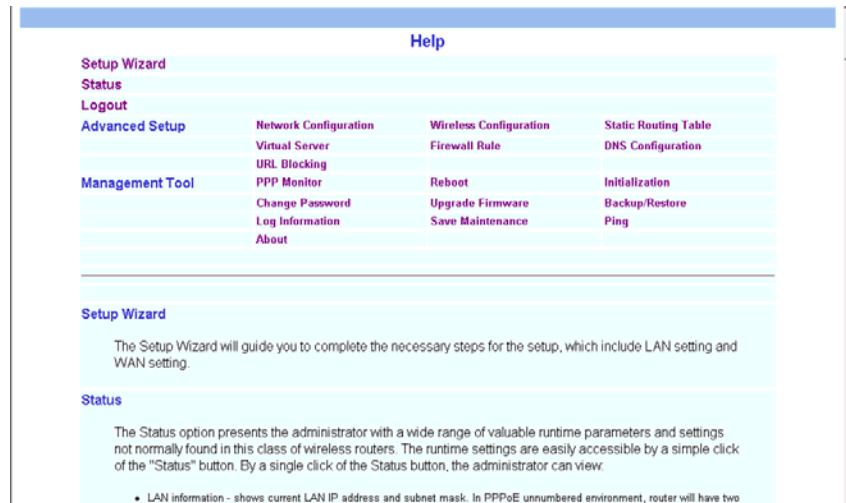 Help
Setup Wizard
Status
Logout
Advanced Setup Network Configuration Wireless Configuration Static Routing Table
Virtual Server Firewall Rule DNS Configuration
URL Blocking
Management Tool PPP Monitor Reboot Initialization
Change Password Upgrade Firmware Backup/Restore
Log Information Save Maintenance Ping
About
Setup Wizard
The Setup Wizard will guide you to complete the necessary steps for the setup, which include LAN setting and
WAN setting.
Status
The Status option presents the administrator with a wide range of valuable runtime parameters and settings
not normally found in this class of wireless routers. The runtime settings are easily accessible by a simple click
of the "Status" button. By a single click of the Status button, the administrator can view:
• LAN information - shows current LAN IP address and subnet mask. In PPPoE unnumbered environment, router will have two